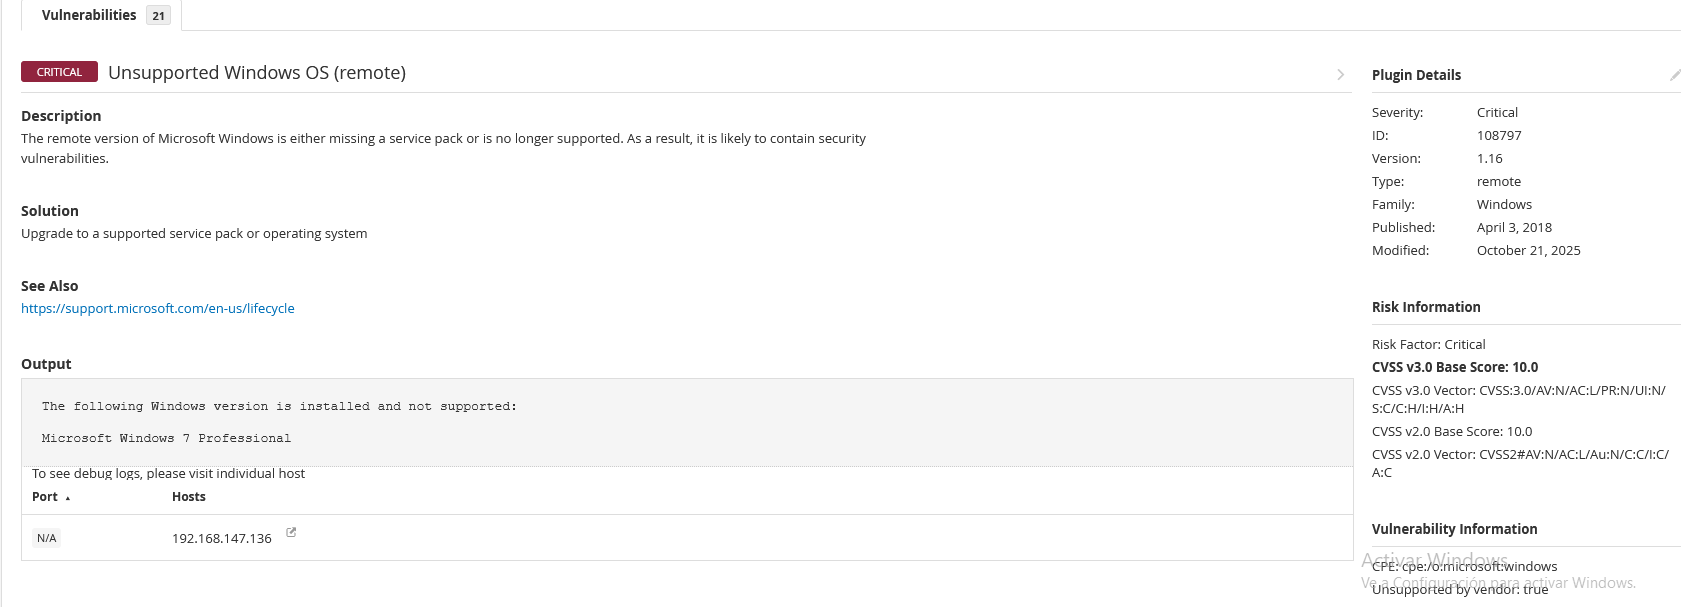 Vulnerabilities 21
CRITICAL Unsupported Windows OS (remote)
Description
The remote version of Microsoft Windows is either missing a service pack or is no longer supported. As a result, it is likely to contain security
vulnerabilities.
Solution
Upgrade to a supported service pack or operating system
See Also
https://support.microsoft.com/en-us/lifecycle
Output
The following Windows version is installed and not supported:
Microsoft Windows 7 Professional
To see debug logs, please visit individual host
Port Hosts
N/A 192.168.147.136
Plugin Details
Severity: Critical
ID: 108797
Version: 1.16
Type: remote
Family: Windows
Published: April 3, 2018
Modified: October 21, 2025
Risk Information
Risk Factor: Critical
CVSS v3.0 Base Score: 10.0
CVSS v3.0 Vector: CVSS:3.0/AV:N/AC:L/PR:N/UI:N/
S:C/C:H/I:H/A:H
CVSS v2.0 Base Score: 10.0
CVSS v2.0 Vector: CVSS2#AV:N/AC:L/Au:N/C:C/I:C/
A:C
Vulnerability Information
CPE: cpe:/o:microsoft:windows
Unsupported by vendor: true
Activar Windows
Ve a Configuración para activar Windows.